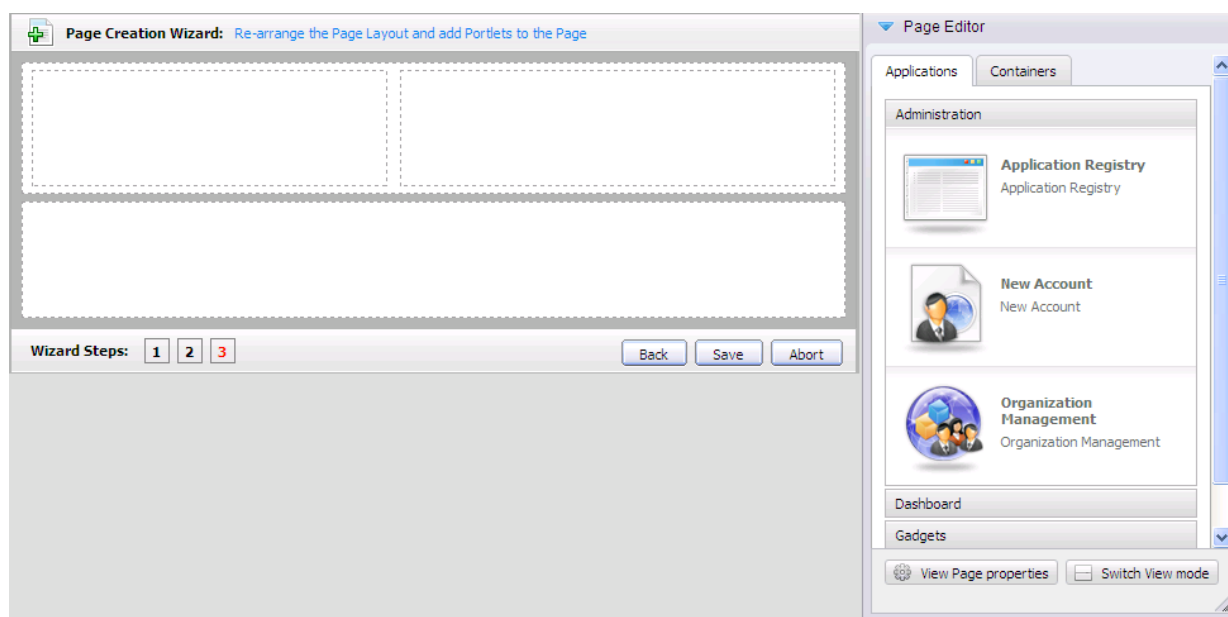 Page Creation Wizard: Re-arrange the Page Layout and add Portlets to the Page
Wizard Steps: 1 2 3
Back Save Abort
Page Editor
Applications Containers
Administration
Application Registry
Application Registry
New Account
New Account
Organization
Management
Organization Management
Dashboard
Gadgets
View Page properties Switch View mode